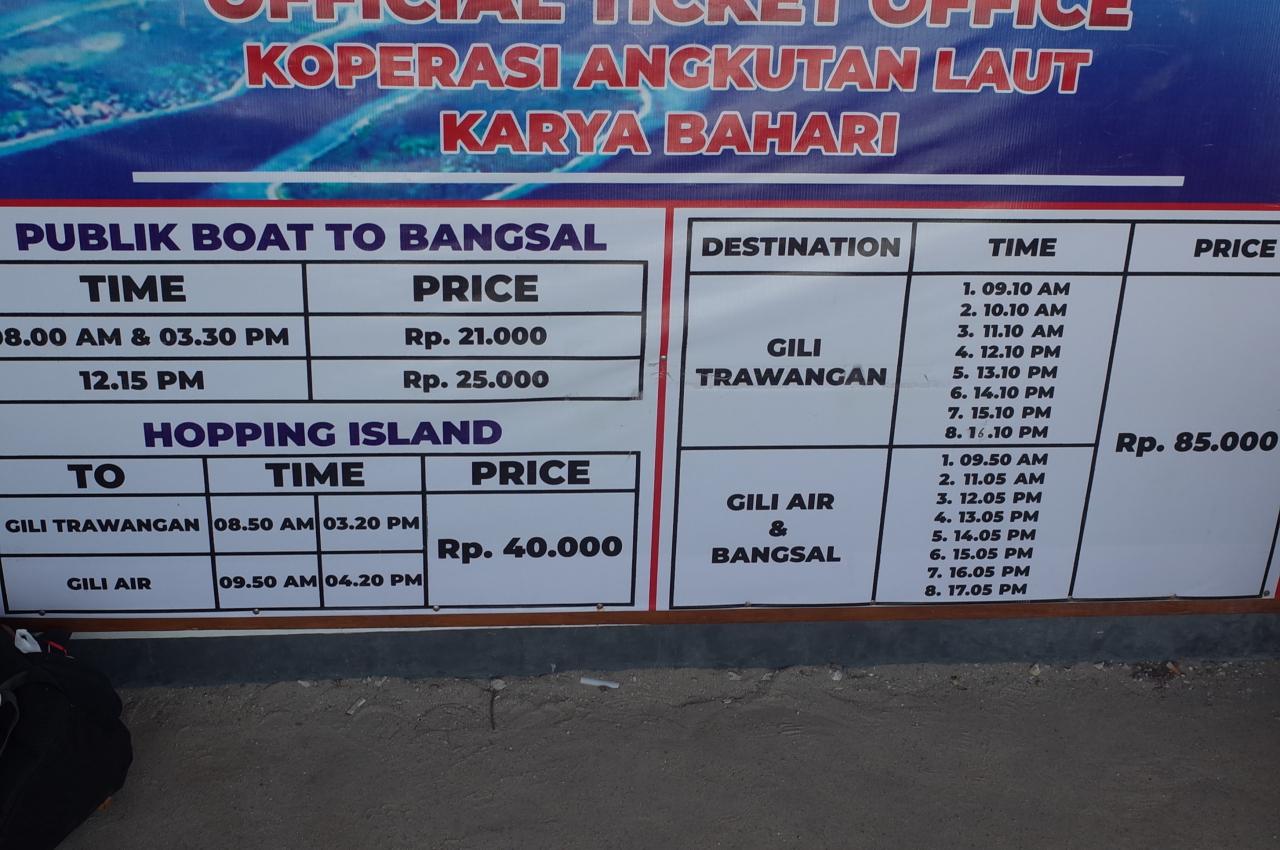 OFFICIAL TICKET OFFICE
KOPERASI ANGKUTAN LAUT
KARYA BAHARI
PUBLIK BOAT TO BANGSAL
TIME PRICE
08.00 AM & 03.30 PM Rp. 21.000
12.15 PM Rp. 25.000
HOPPING ISLAND
TO TIME PRICE
GILI TRAWANGAN 08.50 AM 03.20 PM
Rp. 40.000
GILI AIR 09.50 AM 04.20 PM
DESTINATION TIME PRICE
GILI
TRAWANGAN
1. 09.10 AM
2. 10.10 AM
3. 11.10 AM
4. 12.10 PM
5. 13.10 PM
6. 14.10 PM
7. 15.10 PM
8. 16.10 PM
Rp. 85.000
GILI AIR
&
BANGSAL
1. 09.50 AM
2. 11.05 AM
3. 12.05 PM
4. 13.05 PM
5. 14.05 PM
6. 15.05 PM
7. 16.05 PM
8. 17.05 PM